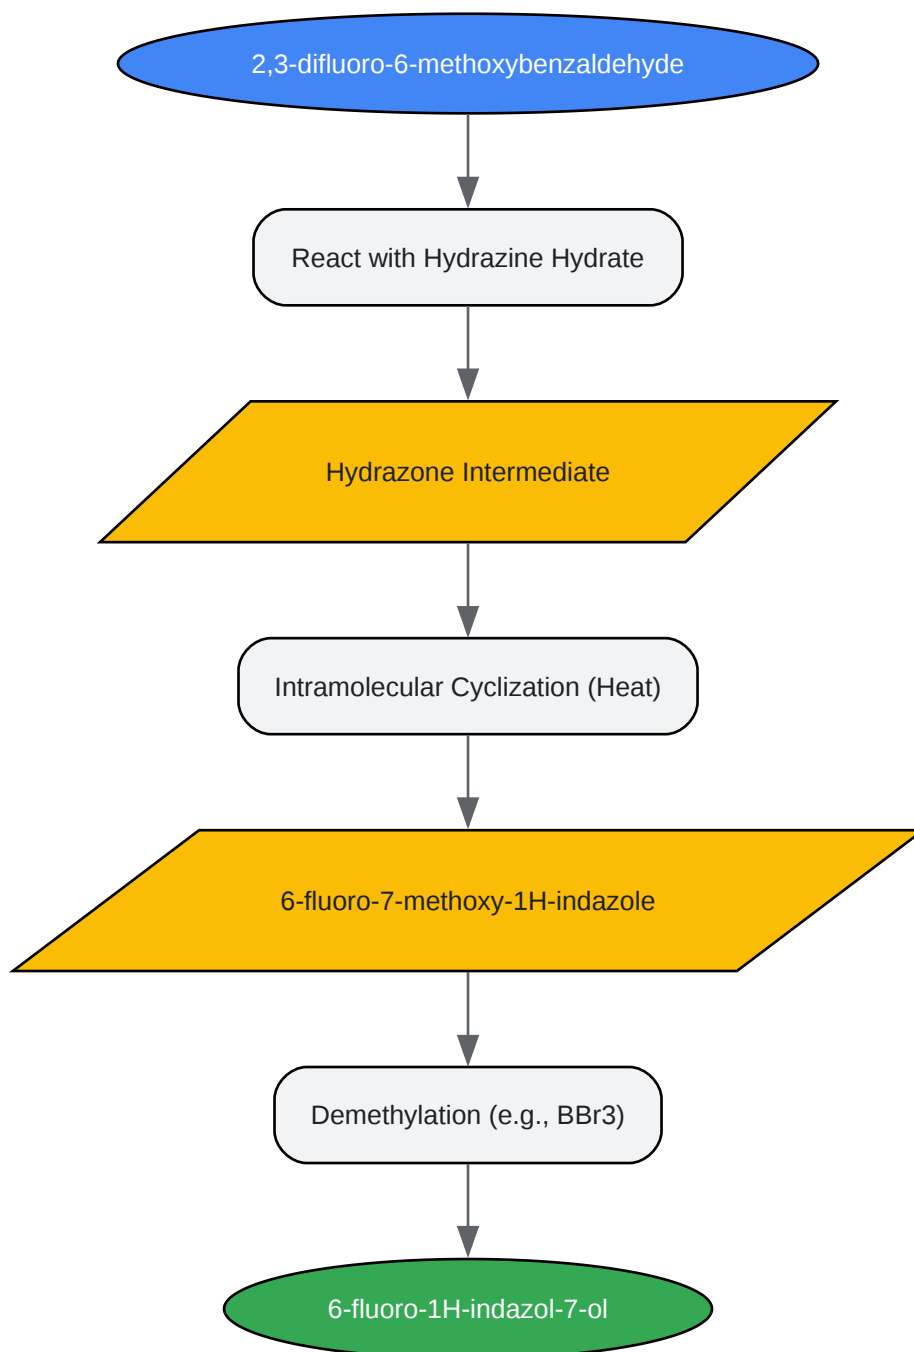 2,3-difluoro-6-methoxybenzaldehyde
React with Hydrazine Hydrate
Hydrazone Intermediate
Intramolecular Cyclization (Heat)
6-fluoro-7-methoxy-1H-indazole
Demethylation (e.g., BBr3)
6-fluoro-1H-indazol-7-ol